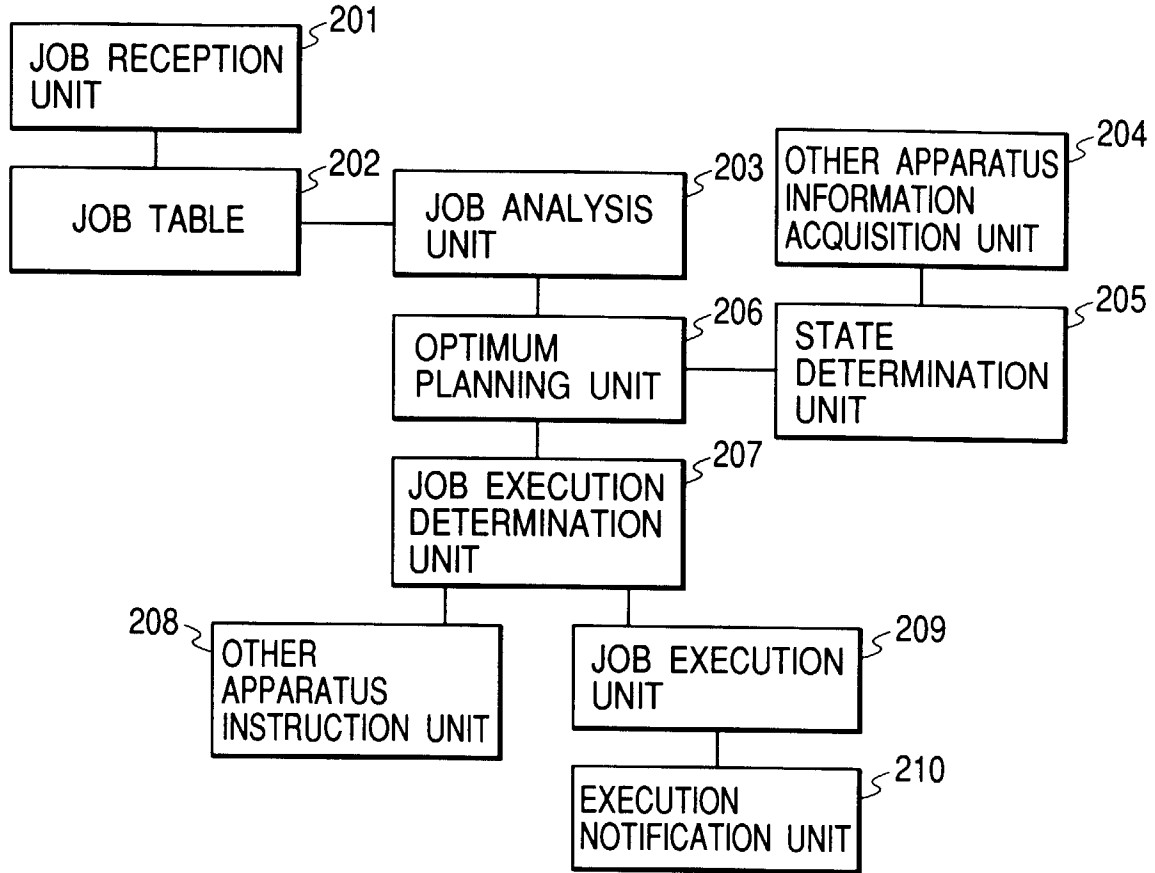 201
JOB RECEPTION
UNIT
202
JOB TABLE
203
JOB ANALYSIS
UNIT
204
OTHER APPARATUS
INFORMATION
ACQUISITION UNIT
205
STATE
DETERMINATION
UNIT
206
OPTIMUM
PLANNING UNIT
207
JOB EXECUTION
DETERMINATION
UNIT
208
OTHER
APPARATUS
INSTRUCTION UNIT
209
JOB EXECUTION
UNIT
210
EXECUTION
NOTIFICATION UNIT